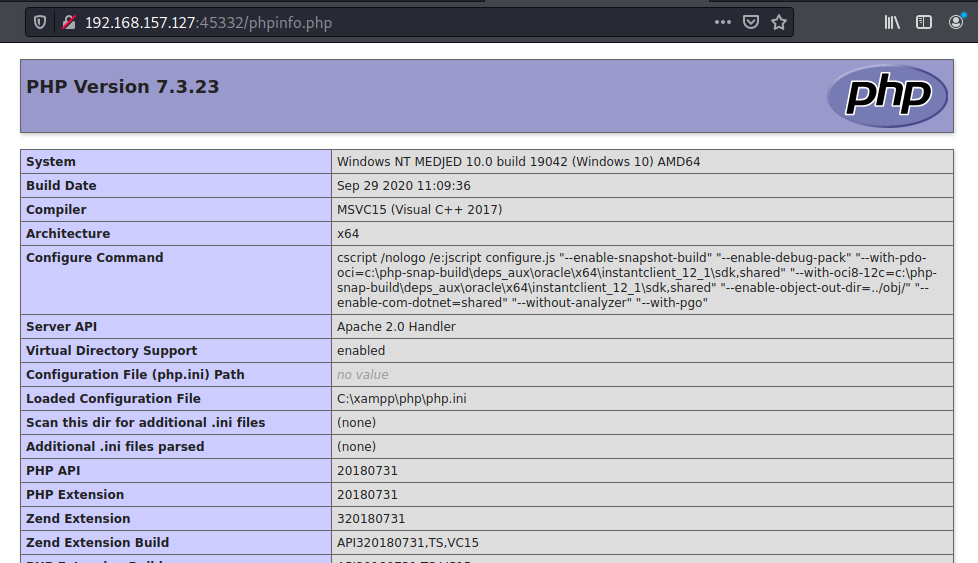 192.168.157.127:45332/phpinfo.php
PHP Version 7.3.23
php
System Windows NT MEDJED 10.0 build 19042 (Windows 10) AMD64
Build Date Sep 29 2020 11:09:36
Compiler MSVC15 (Visual C++ 2017)
Architecture x64
Configure Command cscript /nologo /e:jscript configure.js "--enable-snapshot-build" "--enable-debug-pack" "--with-pdo-
oci=c:\php-snap-build\deps_aux\oracle\x64\instantclient_12_1\sdk,shared" "--with-oci8-12c=c:\php-
snap-build\deps_aux\oracle\x64\instantclient_12_1\sdk,shared" "--enable-object-out-dir=../obj/" "--
enable-com-dotnet=shared" "--without-analyzer" "--with-pgo"
Server API Apache 2.0 Handler
Virtual Directory Support enabled
Configuration File (php.ini) Path no value
Loaded Configuration File C:\xampp\php\php.ini
Scan this dir for additional .ini files (none)
Additional .ini files parsed (none)
PHP API 20180731
PHP Extension 20180731
Zend Extension 320180731
Zend Extension Build API320180731,TS,VC15